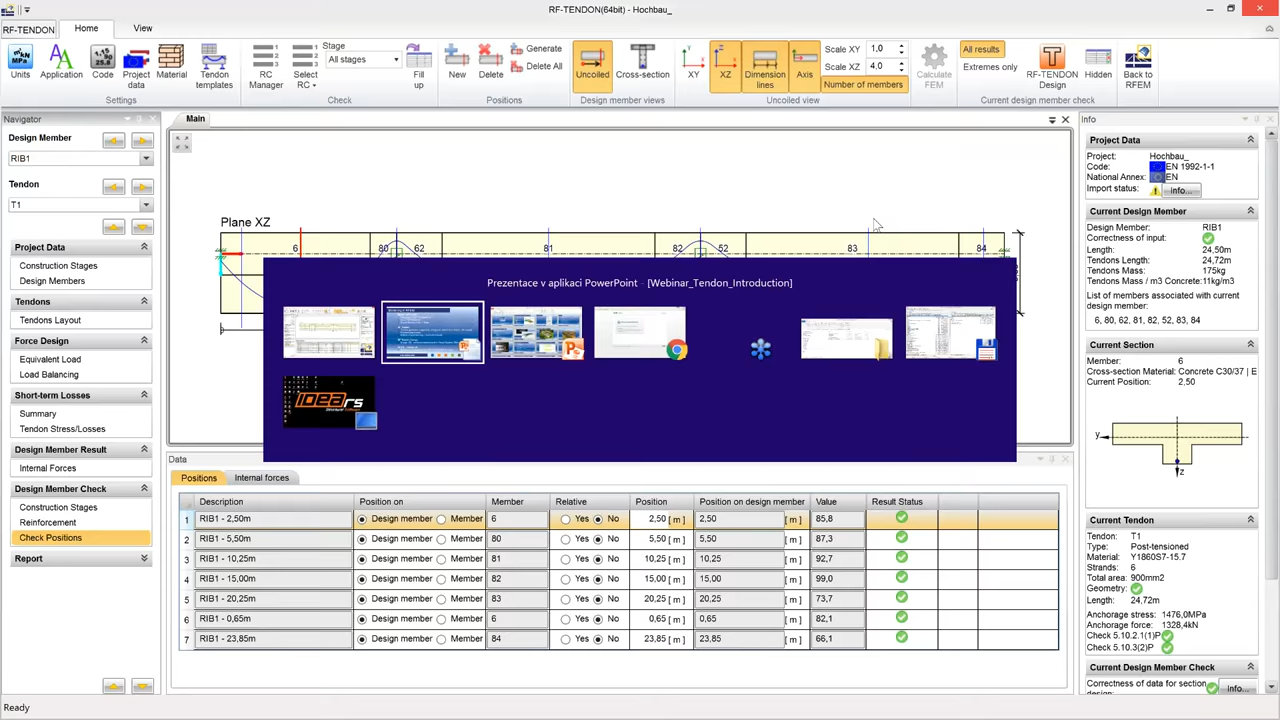 RF-TENDON(64bit) - Hochbau_
RF-TENDON
Home
View
Units
Application
Code
Project data
Material
Tendon templates
Settings
RC Manager
Select RC
Stage
All stages
Fill up
Check
New
Delete
Generate
Delete All
Positions
Uncoiled
Cross-section
Design member views
XY
XZ
Dimension lines
Axis
Scale XY 1,0
Scale XZ 4,0
Number of members
Uncoiled view
Calculate FEM
All results
Extremes only
RF-TENDON Design
Hidden
Current design member check
Back to RFEM
Navigator
Design Member
RIB1
Tendon
T1
Project Data
Construction Stages
Design Members
Tendons
Tendons Layout
Force Design
Equivalent Load
Load Balancing
Short-term Losses
Summary
Tendon Stress/Losses
Design Member Result
Internal Forces
Design Member Check
Construction Stages
Reinforcement
Check Positions
Report
Main
Plane XZ
6 80 62 81 82 52 83 84
Prezentace v aplikaci PowerPoint - [Webinar_Tendon_Introduction]
IDEA RS
Data
Positions Internal forces
Description Position on Member Relative Position Position on design member Value Result Status
1 RIB1 - 2,50m Design member Member 6 Yes No 2,50 [ m ] 2,50 [ m ] 85,8
2 RIB1 - 5,50m Design member Member 80 Yes No 5,50 [ m ] 5,50 [ m ] 87,3
3 RIB1 - 10,25m Design member Member 81 Yes No 10,25 [ m ] 10,25 [ m ] 92,7
4 RIB1 - 15,00m Design member Member 82 Yes No 15,00 [ m ] 15,00 [ m ] 99,0
5 RIB1 - 20,25m Design member Member 83 Yes No 20,25 [ m ] 20,25 [ m ] 73,7
6 RIB1 - 0,65m Design member Member 6 Yes No 0,65 [ m ] 0,65 [ m ] 82,1
7 RIB1 - 23,85m Design member Member 84 Yes No 23,85 [ m ] 23,85 [ m ] 66,1
Info
Project Data
Project: Hochbau_
Code: EN 1992-1-1
National Annex: EN
Import status: Info...
Current Design Member
Design Member: RIB1
Correctness of input:
Length: 24,50m
Tendons Length: 24,72m
Tendons Mass: 175kg
Tendons Mass / m3 Concrete:11kg/m3
List of members associated with current
design member:
6, 80, 62, 81, 82, 52, 83, 84
Current Section
Member: 6
Cross-section Material: Concrete C30/37 | E
Current Position: 2,50
y
z
Current Tendon
Tendon: T1
Type: Post-tensioned
Material: Y1860S7-15.7
Strands: 6
Total area: 900mm2
Geometry:
Length: 24,72m
Anchorage stress: 1476,0MPa
Anchorage force: 1328,4kN
Check 5.10.2.1(1)P
Check 5.10.3(2)P
Current Design Member Check
Correctness of data for section
design: Info...
Ready